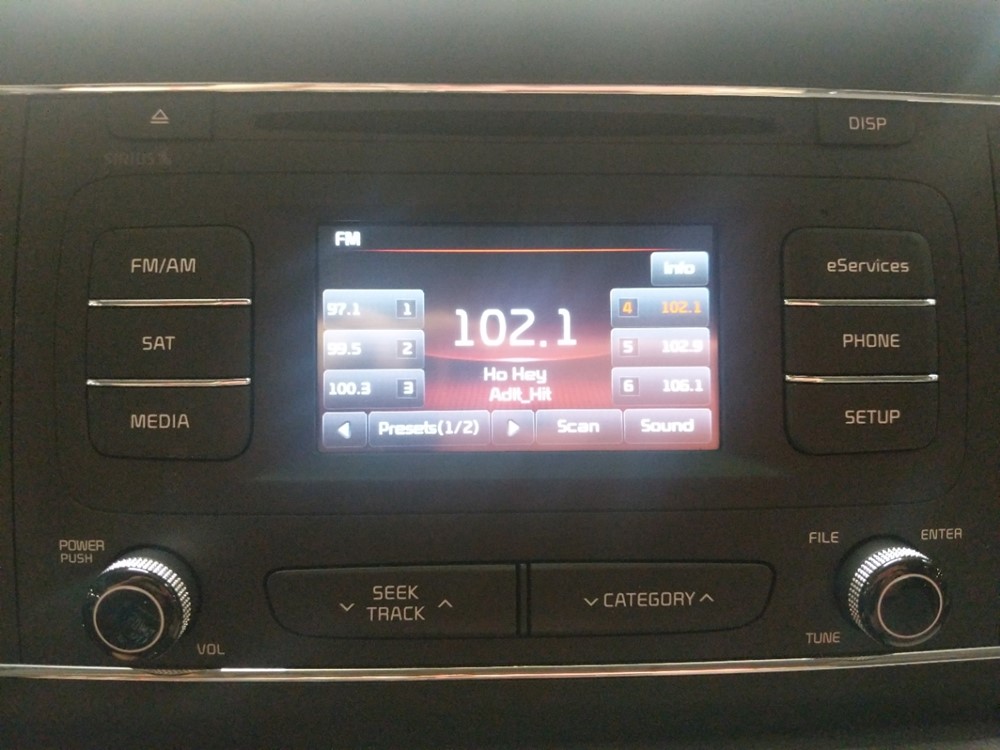 DISP
SIRIUS
FM/AM
SAT
MEDIA
FM
Info
97.1 1
99.5 2
100.3 3
102.1
Ho Hey
Adlt_Hit
4 102.1
5 102.9
6 106.1
Presets(1/2)
Scan
Sound
eServices
PHONE
SETUP
POWER
PUSH
VOL
SEEK
TRACK
CATEGORY
FILE
ENTER
TUNE